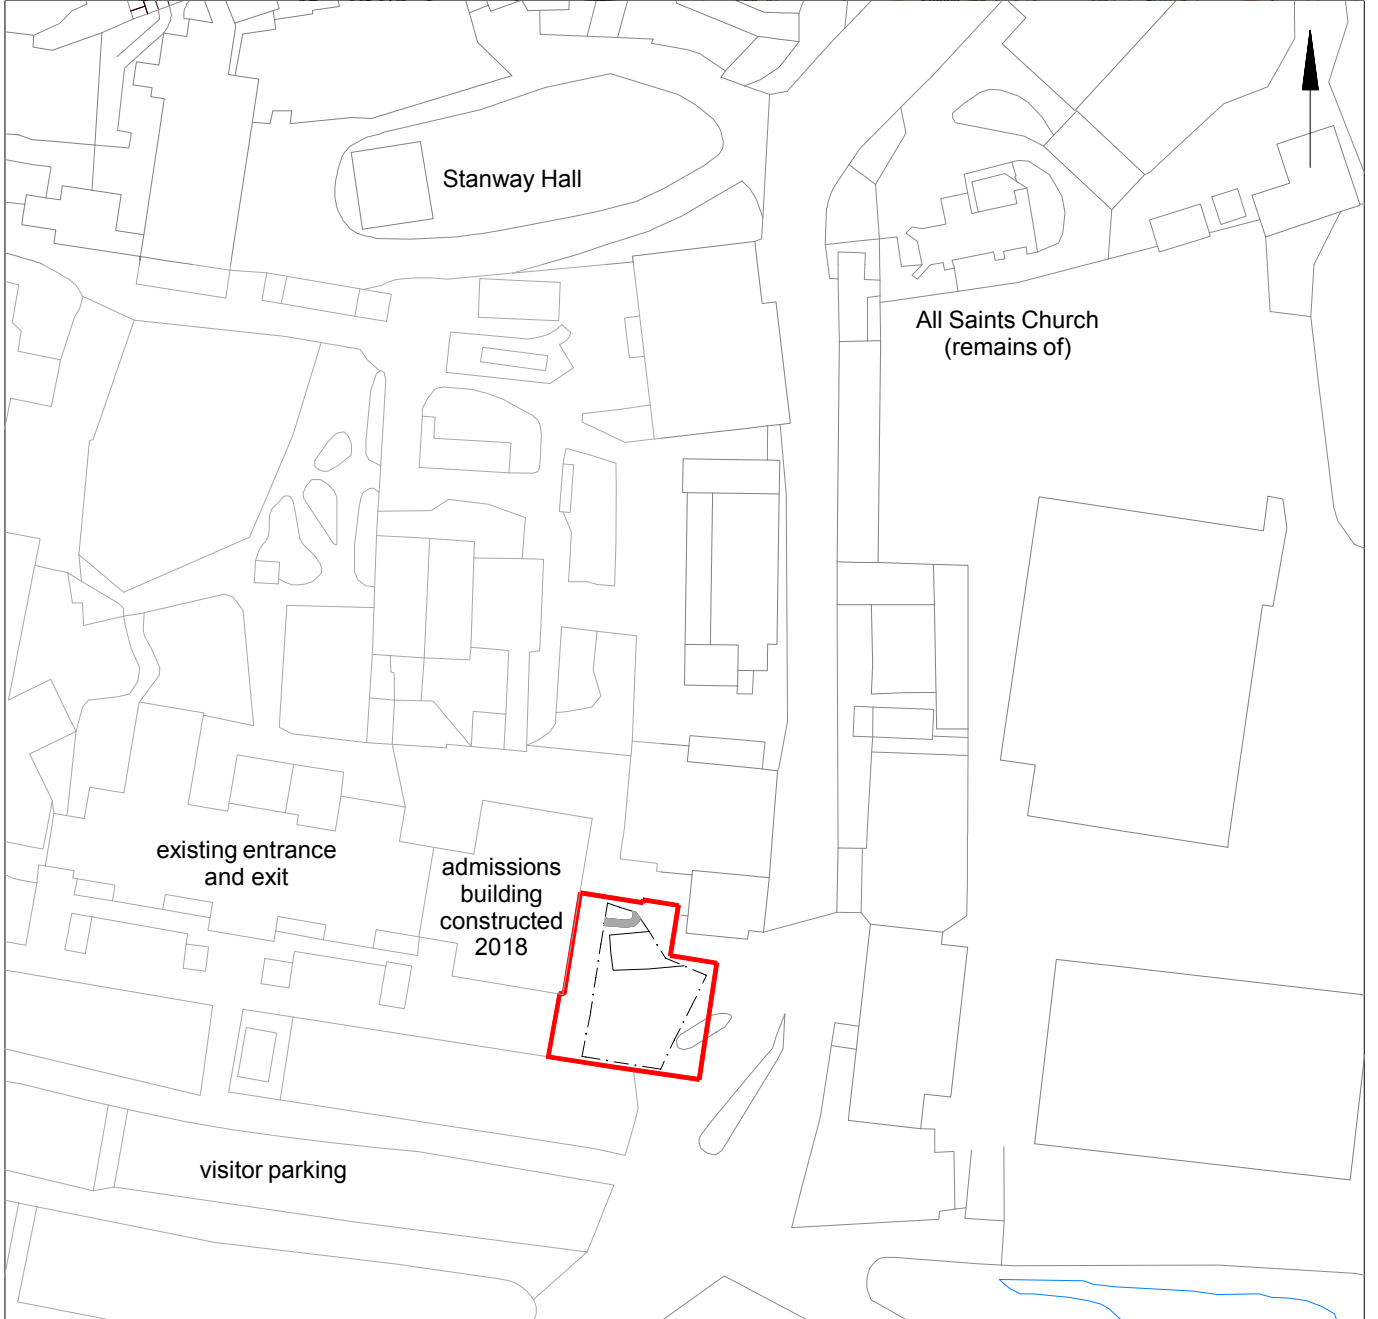 Stanway Hall
All Saints Church
(remains of)
existing entrance
and exit
admissions
building
constructed
2018
visitor parking